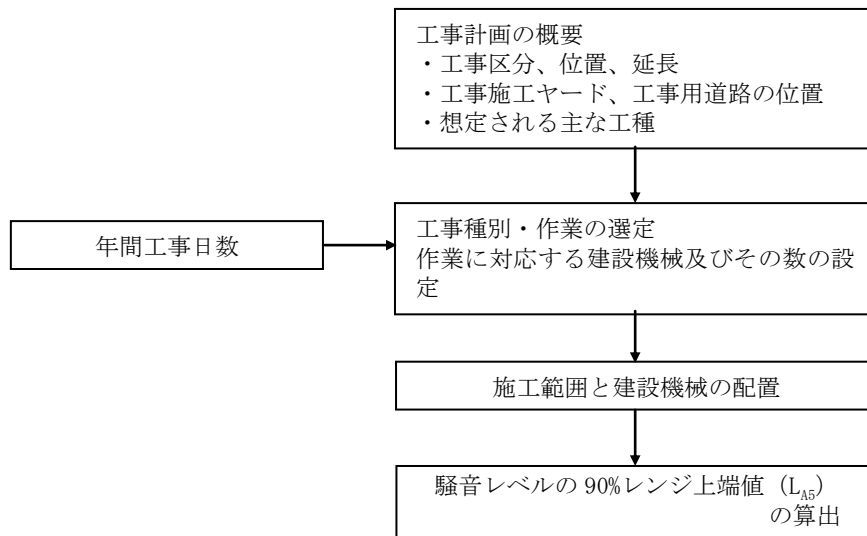 工事計画の概要
・工事区分、位置、延長
・工事施工ヤード、工事用道路の位置
・想定される主な工種
年間工事日数
工事種別・作業の選定
作業に対応する建設機械及びその数の設
定
施工範囲と建設機械の配置
騒音レベルの 90%レンジ上端値（L_A5）
の算出